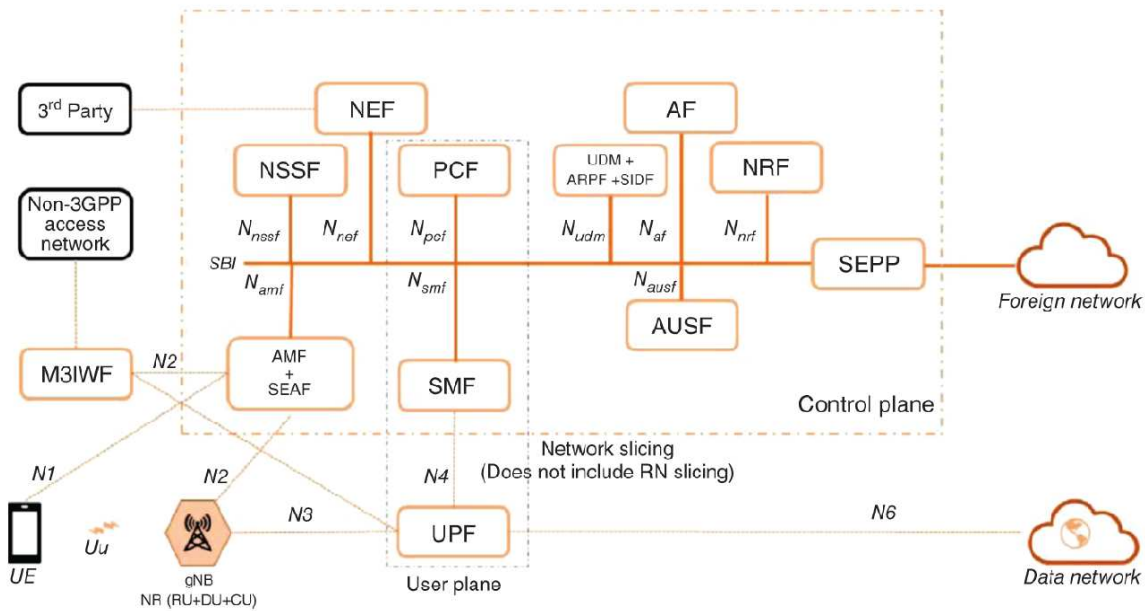 3rd Party
NEF
AF
NSSF
PCF
UDM +
ARPF +SIDF
NRF
Non-3GPP
access
network
Nnssf
Nnef
Npcf
Nudm
Naf
Nnrf
SBI
SEPP
Namf
Nsmf
Nausf
Foreign network
AUSF
M3IWF
N2
AMF
+
SEAF
SMF
Control plane
Network slicing
(Does not include RN slicing)
N1
N2
N4
N3
UPF
N6
Uu
UE
gNB
NR (RU+DU+CU)
User plane
Data network